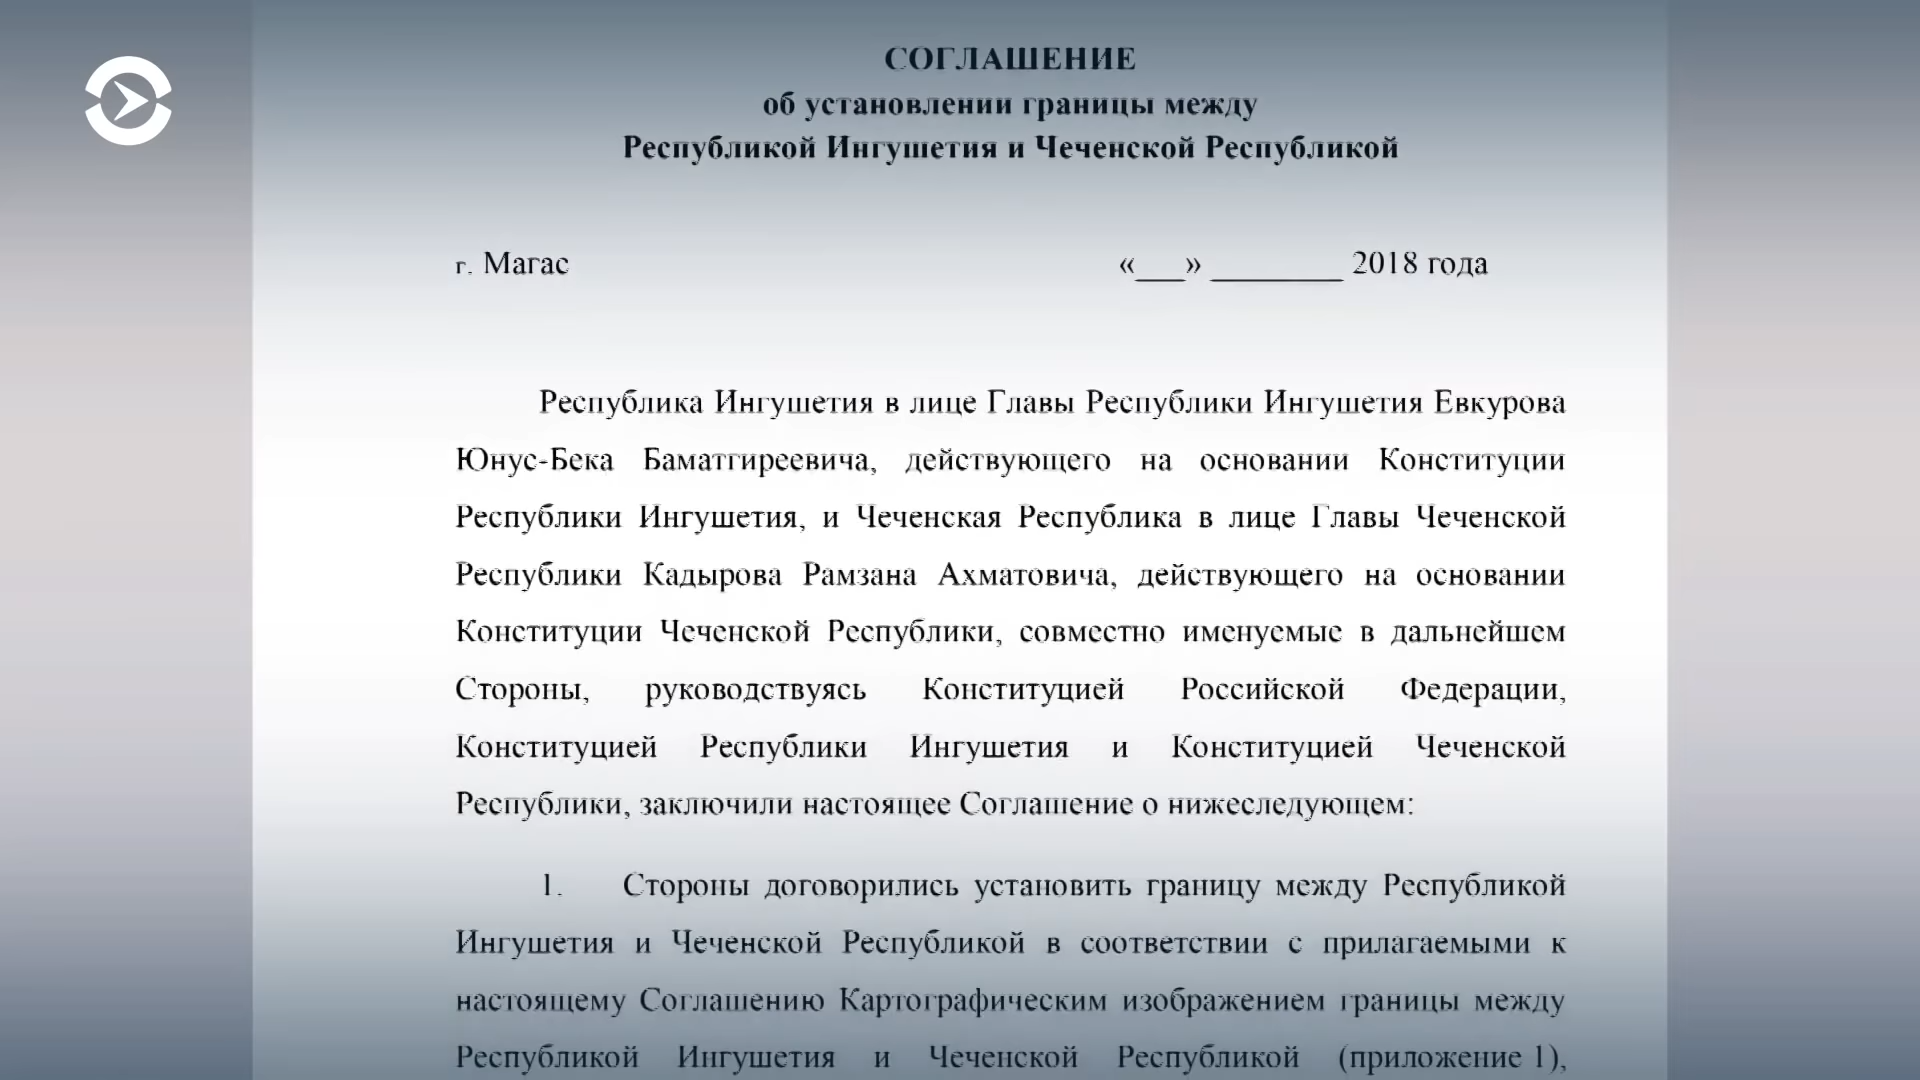 СОГЛАШЕНИЕ
об установлении границы между
Республикой Ингушетия и Чеченской Республикой
г. Магас «___» ________ 2018 года
Республика Ингушетия в лице Главы Республики Ингушетия Евкурова
Юнус-Бека Баматгиреевича, действующего на основании Конституции
Республики Ингушетия, и Чеченская Республика в лице Главы Чеченской
Республики Кадырова Рамзана Ахматовича, действующего на основании
Конституции Чеченской Республики, совместно именуемые в дальнейшем
Стороны, руководствуясь Конституцией Российской Федерации,
Конституцией Республики Ингушетия и Конституцией Чеченской
Республики, заключили настоящее Соглашение о нижеследующем:
1. Стороны договорились установить границу между Республикой
Ингушетия и Чеченской Республикой в соответствии с прилагаемыми к
настоящему Соглашению Картографическим изображением границы между
Республикой Ингушетия и Чеченской Республикой (приложение 1),